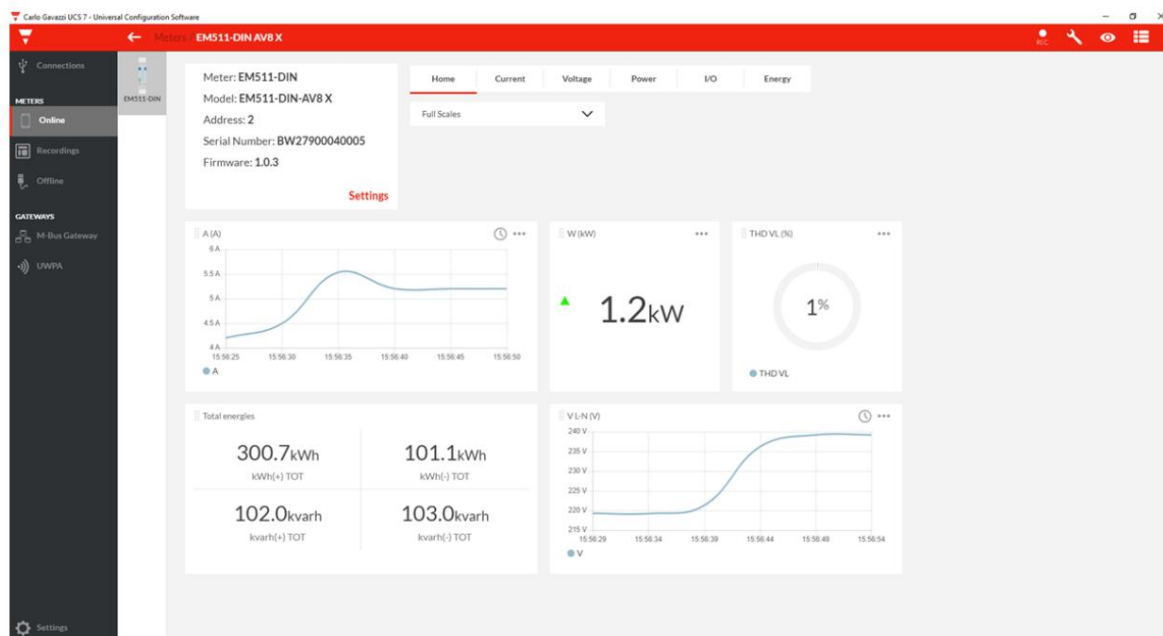 Carlo Gavazzi UCS 7 - Universal Configuration Software
Meters / EM511-DIN AV8 X
REC
Connections
METERS
Online
Recordings
Offline
GATEWAYS
M-Bus Gateway
UWPA
Settings
EM511-DIN
Meter: EM511-DIN
Model: EM511-DIN-AV8 X
Address: 2
Serial Number: BW27900040005
Firmware: 1.0.3
Settings
Home Current Voltage Power I/O Energy
Full Scales
A (A)
6 A
5.5 A
5 A
4.5 A
4 A
15:56:25 15:56:30 15:56:35 15:56:40 15:56:45 15:56:50
A
W (kW)
1.2kW
THD VL (%)
1%
THD VL
Total energies
300.7kWh
kWh(+) TOT
101.1kWh
kWh(-) TOT
102.0kvarh
kvarh(+) TOT
103.0kvarh
kvarh(-) TOT
V L-N (V)
240 V
235 V
230 V
225 V
220 V
215 V
15:56:29 15:56:34 15:56:39 15:56:44 15:56:49 15:56:54
V